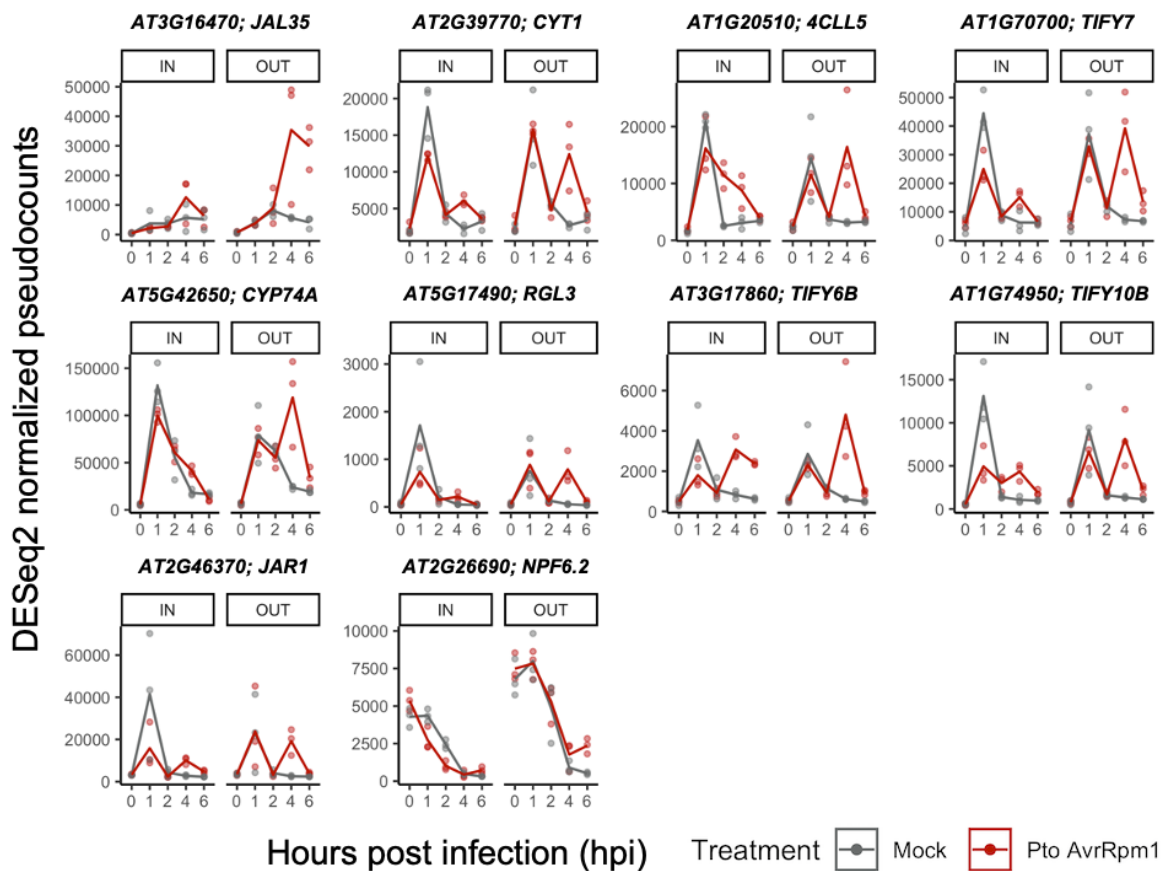 AT3G16470; JAL35
AT2G39770; CYT1
AT1G20510; 4CLL5
AT1G70700; TIFY7
IN OUT IN OUT IN OUT IN OUT
50000
40000
30000
20000
10000
0
20000
15000
10000
5000
20000
10000
0
50000
40000
30000
20000
10000
0
0 1 2 4 6 0 1 2 4 6
0 1 2 4 6 0 1 2 4 6
0 1 2 4 6 0 1 2 4 6
0 1 2 4 6 0 1 2 4 6
AT5G42650; CYP74A
AT5G17490; RGL3
AT3G17860; TIFY6B
AT1G74950; TIFY10B
IN OUT IN OUT IN OUT IN OUT
150000
100000
50000
0
3000
2000
1000
0
6000
4000
2000
0
15000
10000
5000
0
0 1 2 4 6 0 1 2 4 6
0 1 2 4 6 0 1 2 4 6
0 1 2 4 6 0 1 2 4 6
0 1 2 4 6 0 1 2 4 6
AT2G46370; JAR1
AT2G26690; NPF6.2
IN OUT IN OUT
60000
40000
20000
0
10000
7500
5000
2500
0
0 1 2 4 6 0 1 2 4 6
0 1 2 4 6 0 1 2 4 6
DESeq2 normalized pseudocounts
Hours post infection (hpi)
Treatment Mock Pto AvrRpm1